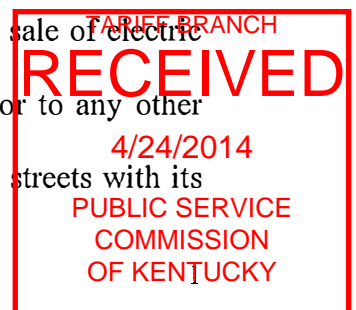 sale of electric
TARIFF BRANCH
RECEIVED
or to any other
4/24/2014
streets with its
PUBLIC SERVICE
COMMISSION
OF KENTUCKY